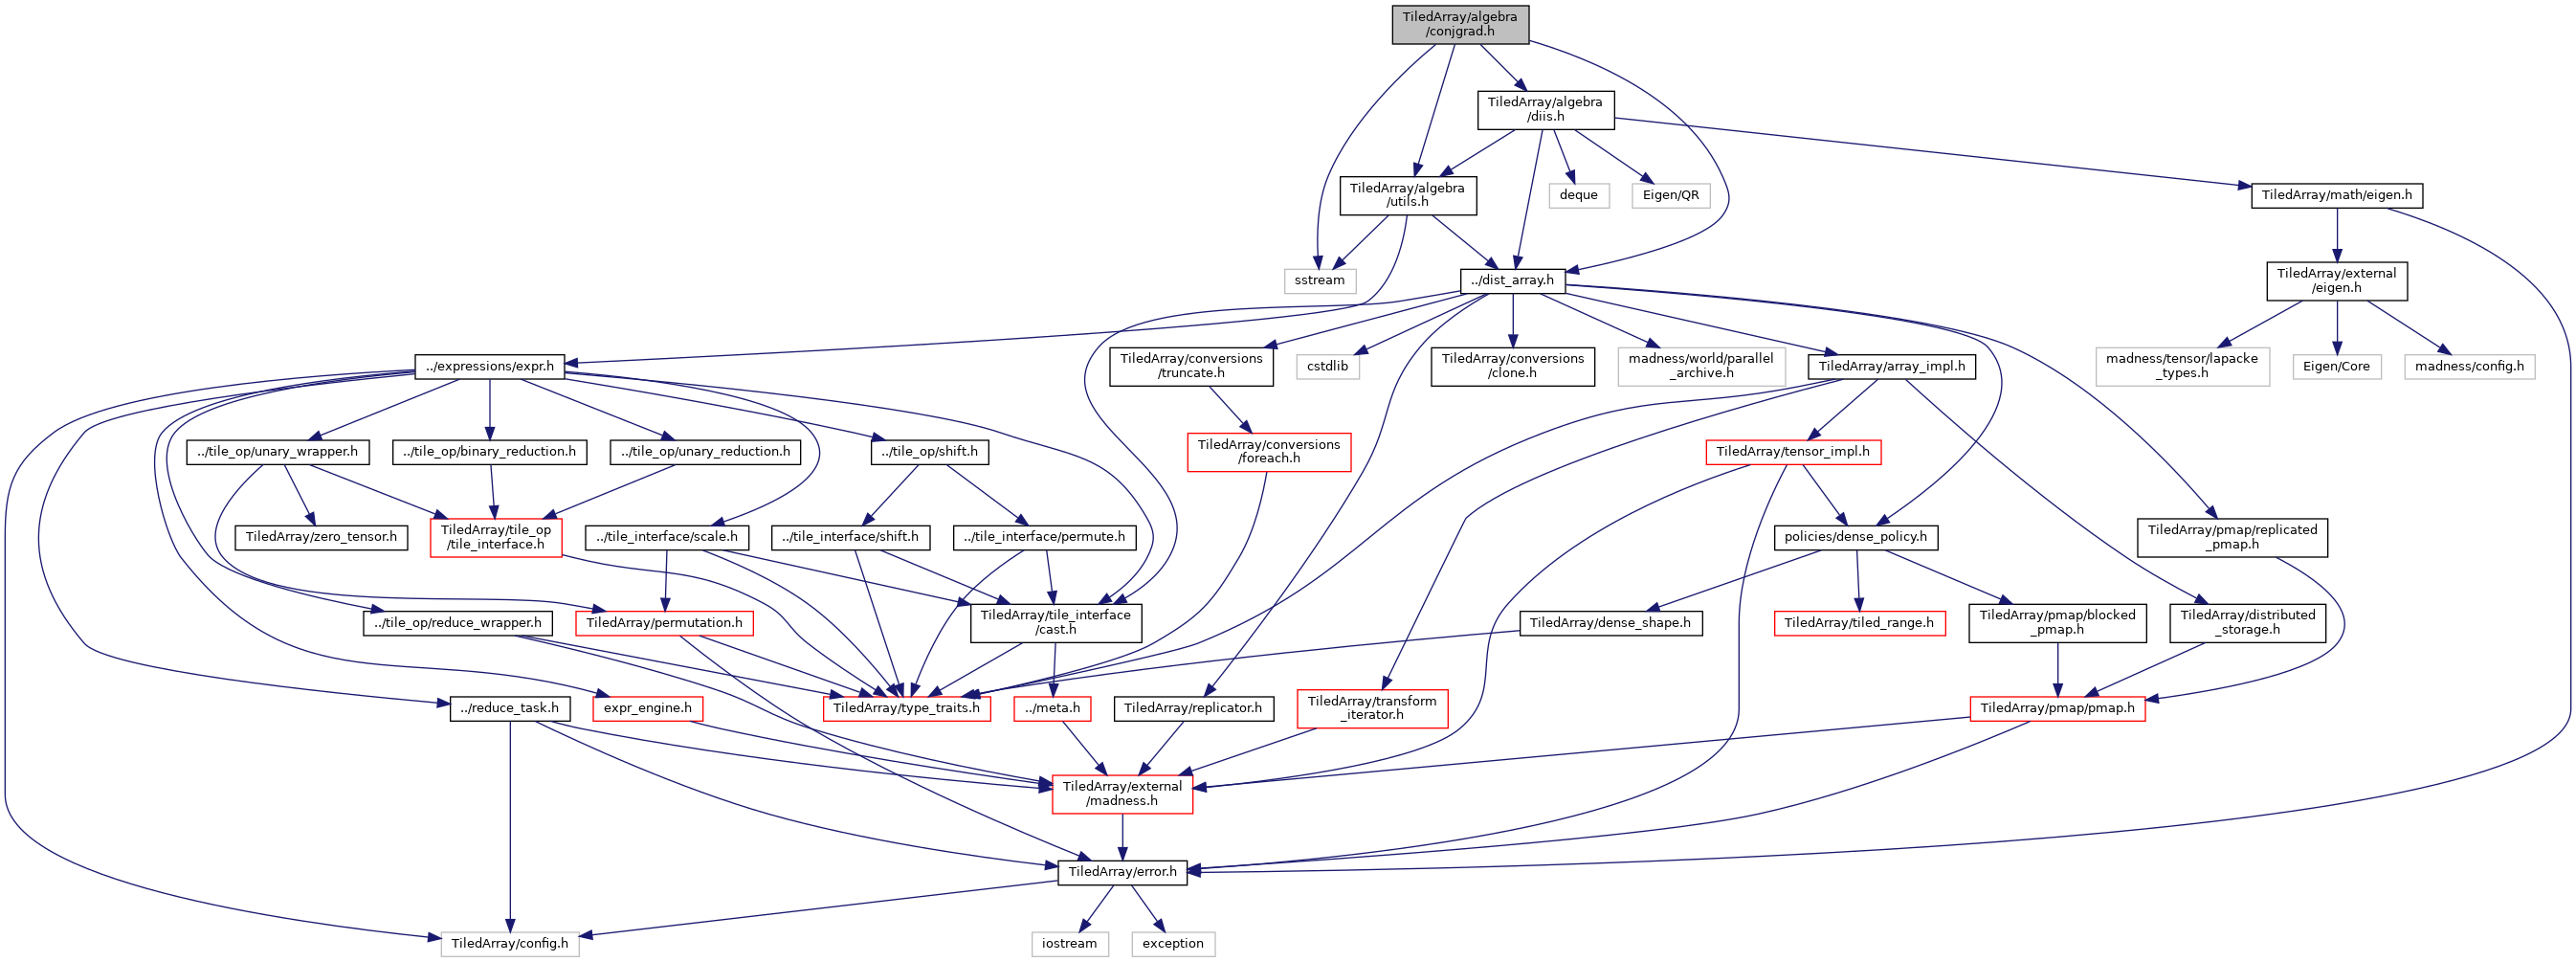 TiledArray/algebra
/conjgrad.h
TiledArray/algebra
/diis.h
TiledArray/algebra
/utils.h
deque
Eigen/QR
TiledArray/math/eigen.h
sstream
../dist_array.h
TiledArray/external
/eigen.h
../expressions/expr.h
TiledArray/conversions
/truncate.h
cstdlib
TiledArray/conversions
/clone.h
madness/world/parallel
_archive.h
TiledArray/array_impl.h
madness/tensor/lapacke
_types.h
Eigen/Core
madness/config.h
../tile_op/unary_wrapper.h
../tile_op/binary_reduction.h
../tile_op/unary_reduction.h
../tile_op/shift.h
TiledArray/conversions
/foreach.h
TiledArray/tensor_impl.h
TiledArray/zero_tensor.h
TiledArray/tile_op
/tile_interface.h
../tile_interface/scale.h
../tile_interface/shift.h
../tile_interface/permute.h
policies/dense_policy.h
TiledArray/pmap/replicated
_pmap.h
../tile_op/reduce_wrapper.h
TiledArray/permutation.h
TiledArray/tile_interface
/cast.h
TiledArray/dense_shape.h
TiledArray/tiled_range.h
TiledArray/pmap/blocked
_pmap.h
TiledArray/distributed
_storage.h
../reduce_task.h
expr_engine.h
TiledArray/type_traits.h
../meta.h
TiledArray/replicator.h
TiledArray/transform
_iterator.h
TiledArray/pmap/pmap.h
TiledArray/external
/madness.h
TiledArray/error.h
TiledArray/config.h
iostream
exception